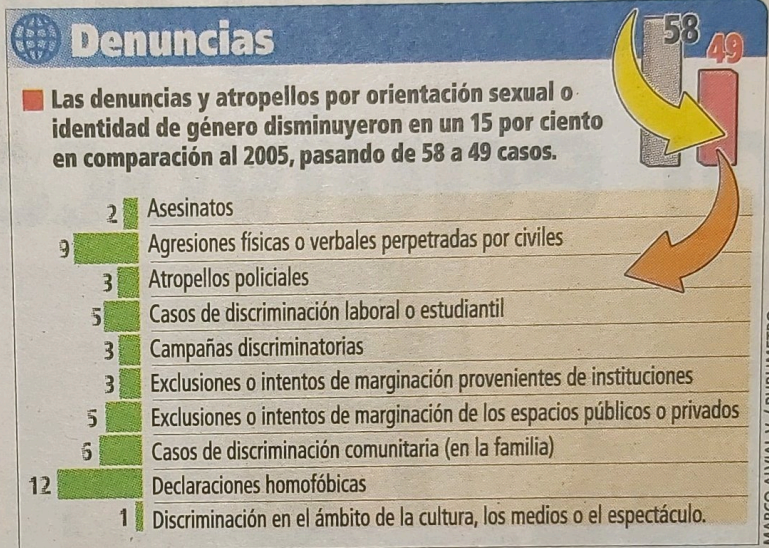 Denuncias
58
49
Las denuncias y atropellos por orientación sexual o
identidad de género disminuyeron en un 15 por ciento
en comparación al 2005, pasando de 58 a 49 casos.
2 Asesinatos
9 Agresiones físicas o verbales perpetradas por civiles
3 Atropellos policiales
5 Casos de discriminación laboral o estudiantil
3 Campañas discriminatorias
3 Exclusiones o intentos de marginación provenientes de instituciones
5 Exclusiones o intentos de marginación de los espacios públicos o privados
6 Casos de discriminación comunitaria (en la familia)
12 Declaraciones homofóbicas
1 Discriminación en el ámbito de la cultura, los medios o el espectáculo.